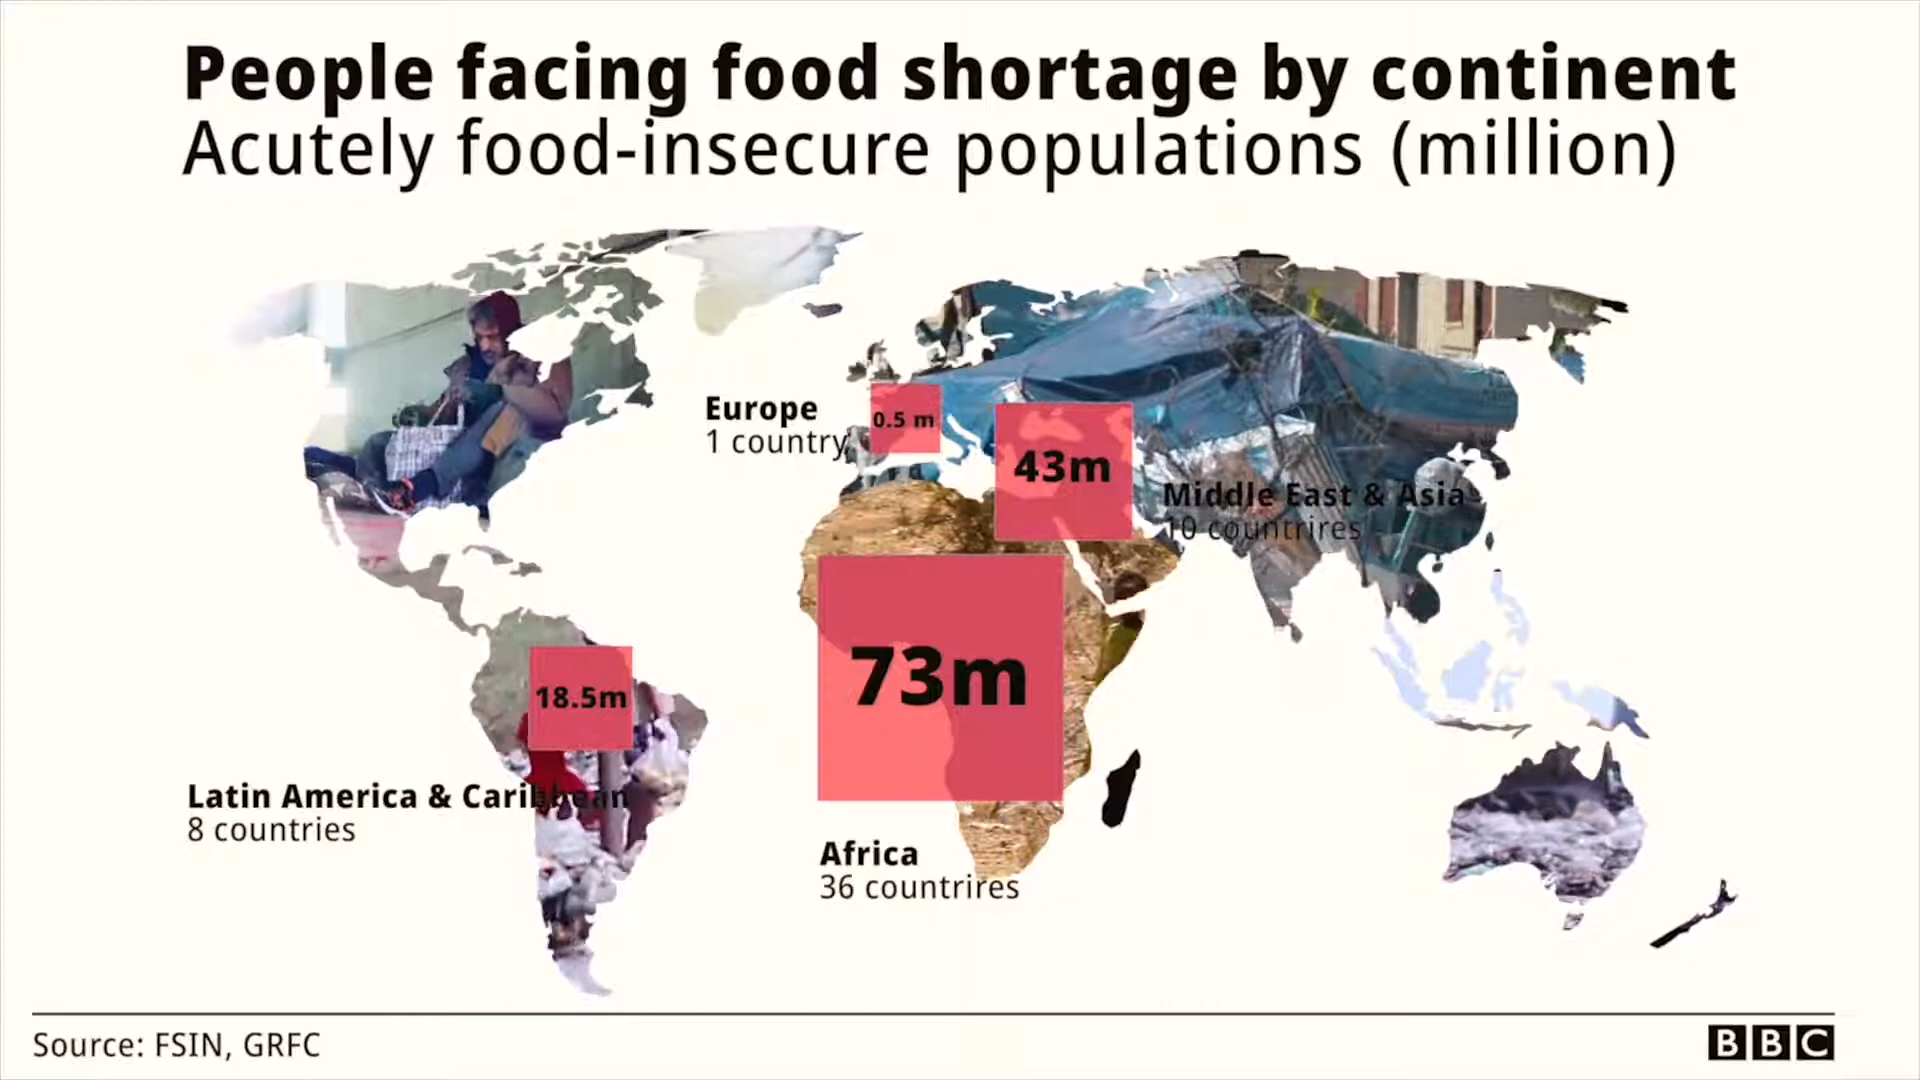 People facing food shortage by continent
Acutely food-insecure populations (million)
Europe
1 country
0.5 m
43m
Middle East & Asia
10 countrires
73m
18.5m
Latin America & Caribbean
8 countries
Africa
36 countrires
Source: FSIN, GRFC
BBC